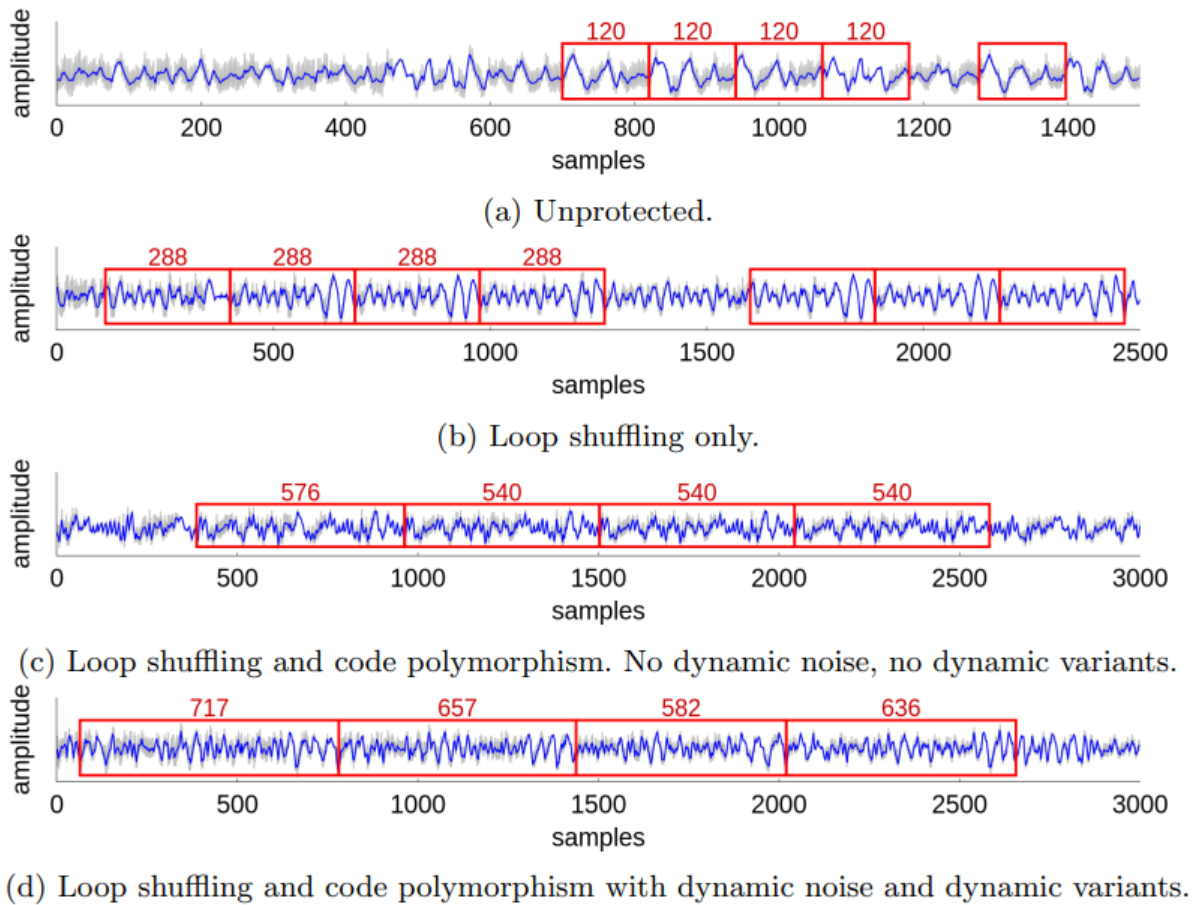 120 120 120 120
amplitude
0 200 400 600 800 1000 1200 1400
samples
(a) Unprotected.
288 288 288 288
amplitude
0 500 1000 1500 2000 2500
samples
(b) Loop shuffling only.
576 540 540 540
amplitude
0 500 1000 1500 2000 2500 3000
samples
(c) Loop shuffling and code polymorphism. No dynamic noise, no dynamic variants.
717 657 582 636
amplitude
0 500 1000 1500 2000 2500 3000
samples
(d) Loop shuffling and code polymorphism with dynamic noise and dynamic variants.